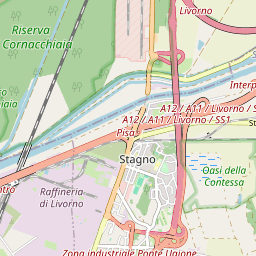 Livorno
Riserva
Cornacchiaia
Interp
A12 / A11 / Livorno / S
A12 / A11 / Livorno / SS1
Pisa
Stagno
Oasi della
Contessa
Raffineria
di Livorno
Zona industriale Ponte Ugione